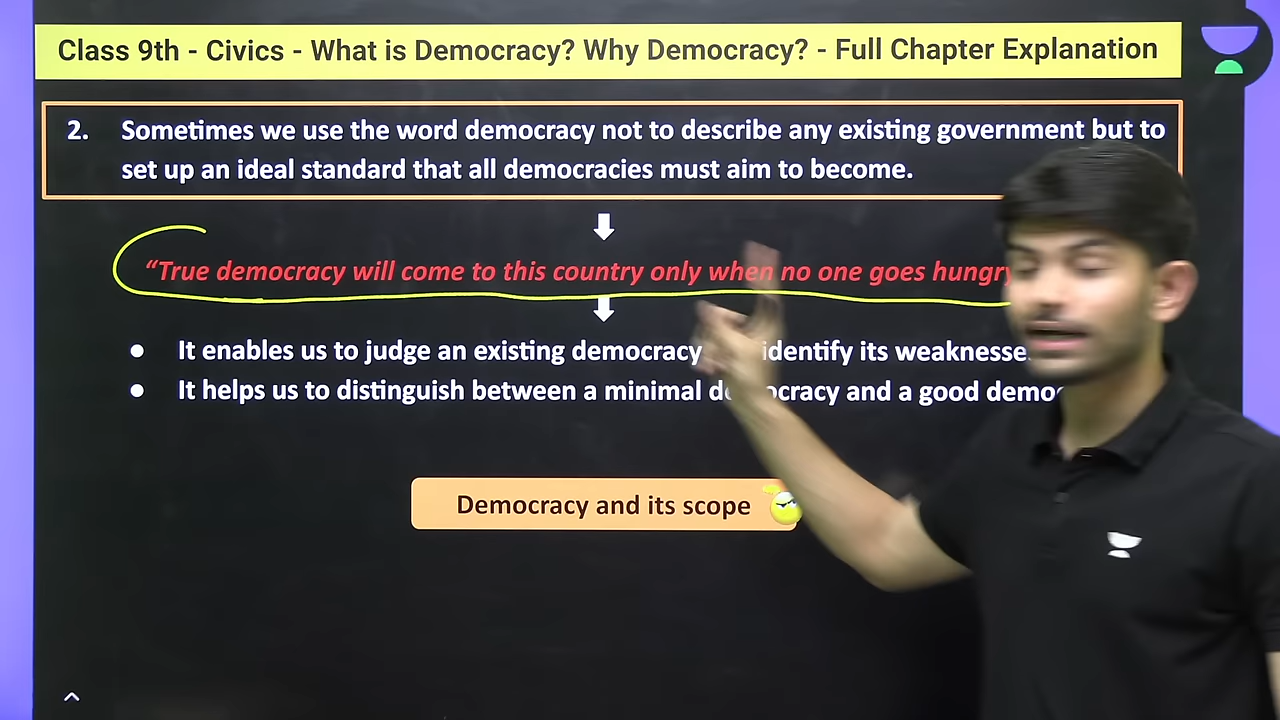 Class 9th - Civics - What is Democracy? Why Democracy? - Full Chapter Explanation
2. Sometimes we use the word democracy not to describe any existing government but to
set up an ideal standard that all democracies must aim to become.
“True democracy will come to this country only when no one goes hungry
• It enables us to judge an existing democracy identify its
• It helps us to distinguish between a minimal and a good
Democracy and its scope